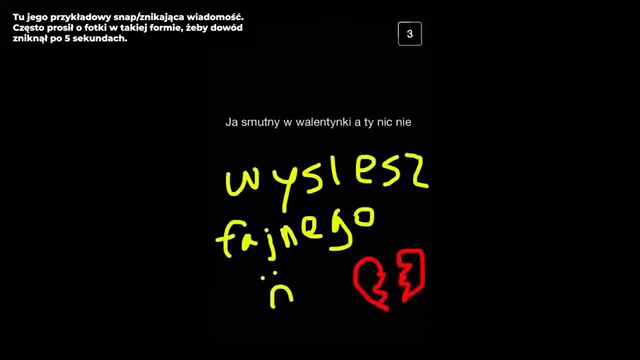 Tu jego przykładowy snap/znikająca wiadomość.
Często prosił o fotki w takiej formie, żeby dowód
zniknął po 5 sekundach.
3
Ja smutny w walentynki a ty nic nie
wyslesz
fajnego
:(